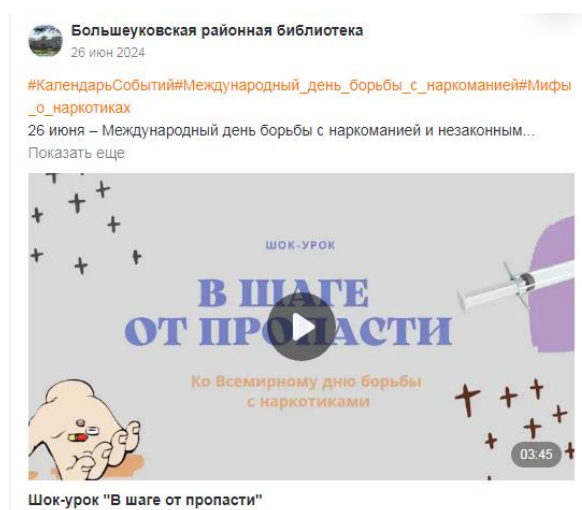 Большеуковская районная библиотека
26 июн 2024
#КалендарьСобытий#Международный_день_борьбы_с_наркоманией#Мифы
_о_наркотиках
26 июня – Международный день борьбы с наркоманией и незаконным...
Показать еще
ШОК-УРОК
В ШАГЕ
ОТ ПРОПАСТИ
Ко Всемирному дню борьбы
с наркотиками
03:45
Шок-урок "В шаге от пропасти"